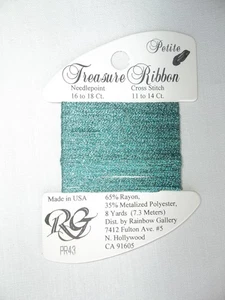 Petite
Treasure Ribbon
Needlepoint Cross Stitch
16 to 18 Ct. 11 to 14 Ct.
Made in USA
RG
PR43
65% Rayon,
35% Metalized Polyester,
8 Yards (7.3 Meters)
Dist. by Rainbow Gallery
7412 Fulton Ave. #5
N. Hollywood
CA 91605